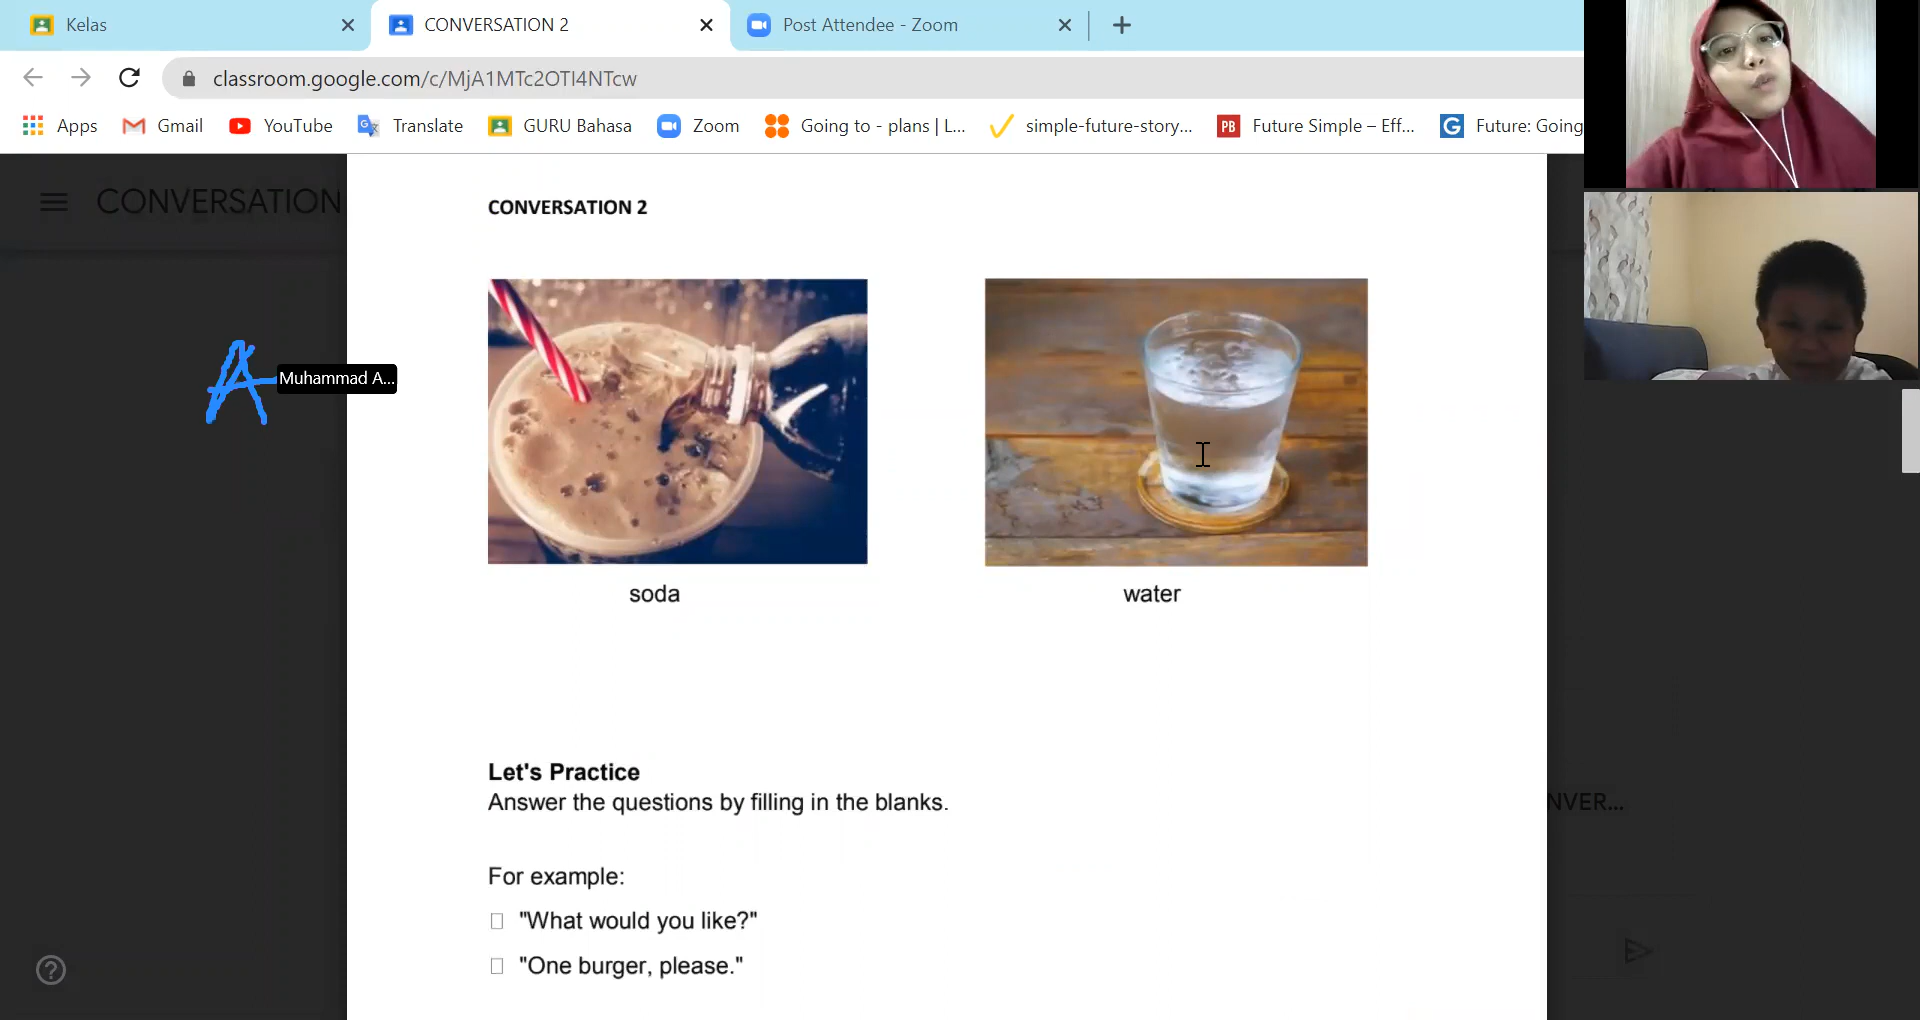 Kelas
CONVERSATION 2
Post Attendee - Zoom
classroom.google.com/c/MjA1MTc2OTI4NTcw
Apps
Gmail
YouTube
Translate
GURU Bahasa
Zoom
Going to - plans | L...
simple-future-story...
PB
Future Simple – Eff...
Future: Going
CONVERSATION
CONVERSATION 2
A
Muhammad A...
soda
water
Let's Practice
Answer the questions by filling in the blanks.
NVER...
For example:
"What would you like?"
"One burger, please."